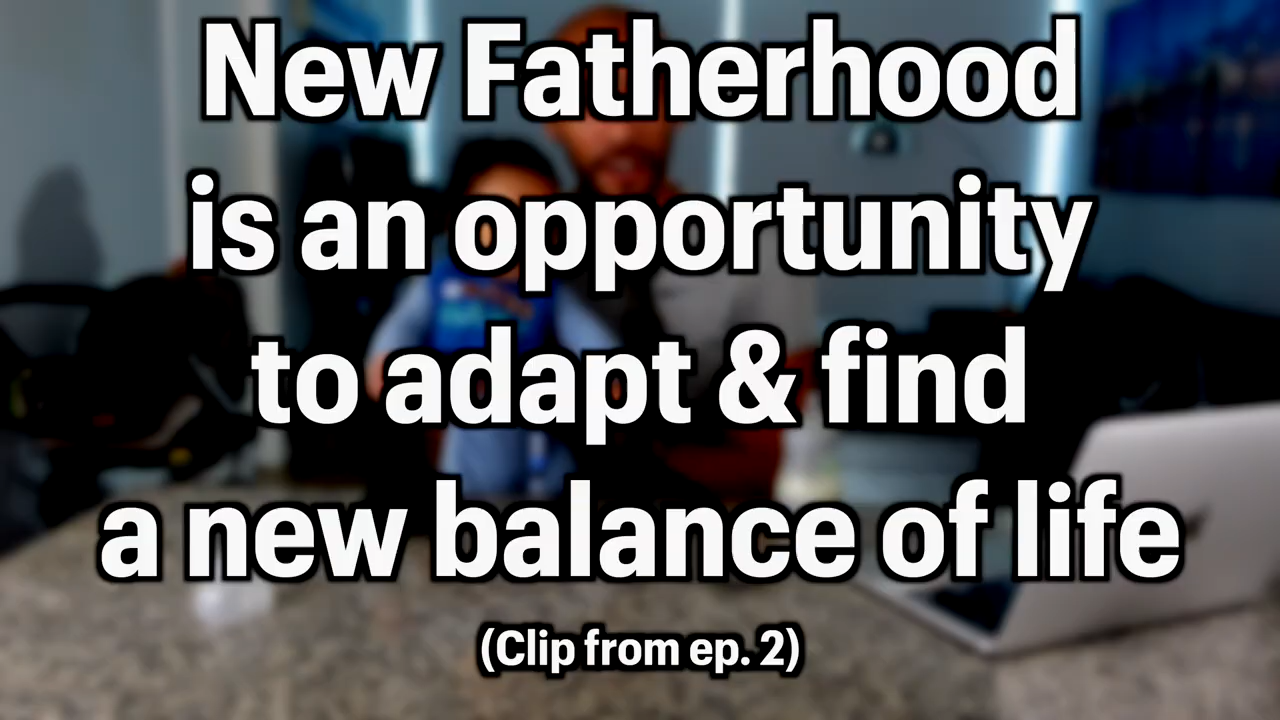 New Fatherhood
is an opportunity
to adapt & find
a new balance of life
(Clip from ep. 2)